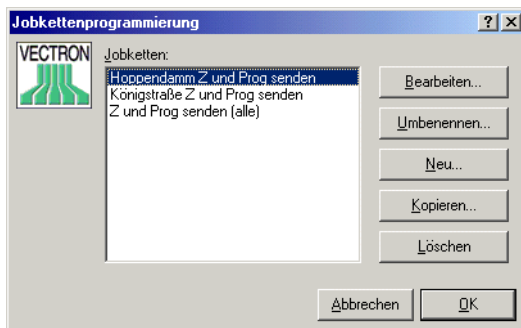 Jobkettenprogrammierung
VECTRON
Jobketten:
Hoppendamm Z und Prog senden
Königstraße Z und Prog senden
Z und Prog senden (alle)
Bearbeiten...
Umbenennen...
Neu...
Kopieren...
Löschen
Abbrechen
OK